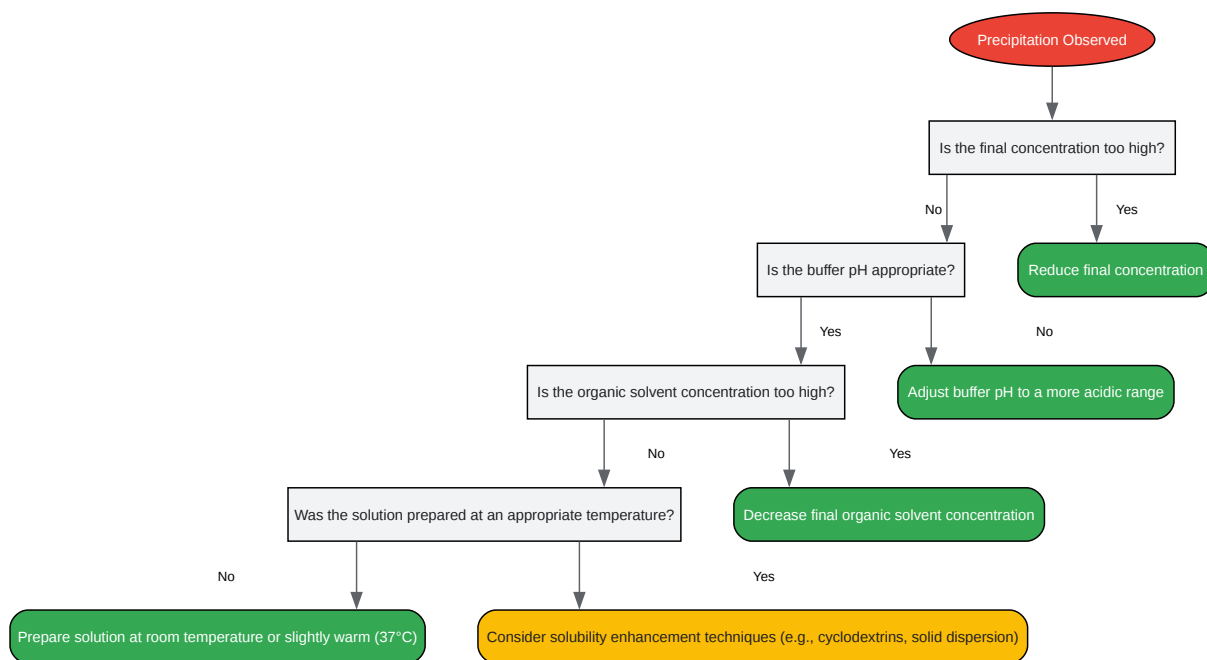 Precipitation Observed
Is the final concentration too high?
No
Yes
Is the buffer pH appropriate?
Reduce final concentration
Yes
No
Is the organic solvent concentration too high?
Adjust buffer pH to a more acidic range
No
Yes
Was the solution prepared at an appropriate temperature?
Decrease final organic solvent concentration
No
Yes
Prepare solution at room temperature or slightly warm (37°C)
Consider solubility enhancement techniques (e.g., cyclodextrins, solid dispersion)